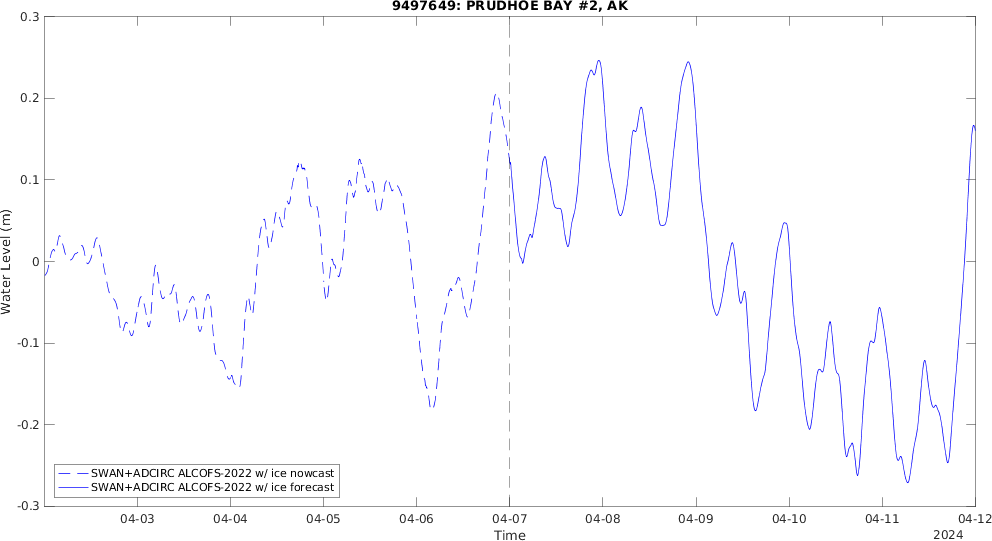 9497649: PRUDHOE BAY #2, AK
0.3
0.2
0.1
0
-0.1
-0.2
-0.3
Water Level (m)
SWAN+ADCIRC ALCOFS-2022 w/ ice nowcast
SWAN+ADCIRC ALCOFS-2022 w/ ice forecast
04-03 04-04 04-05 04-06 04-07 04-08 04-09 04-10 04-11 04-12
Time
2024